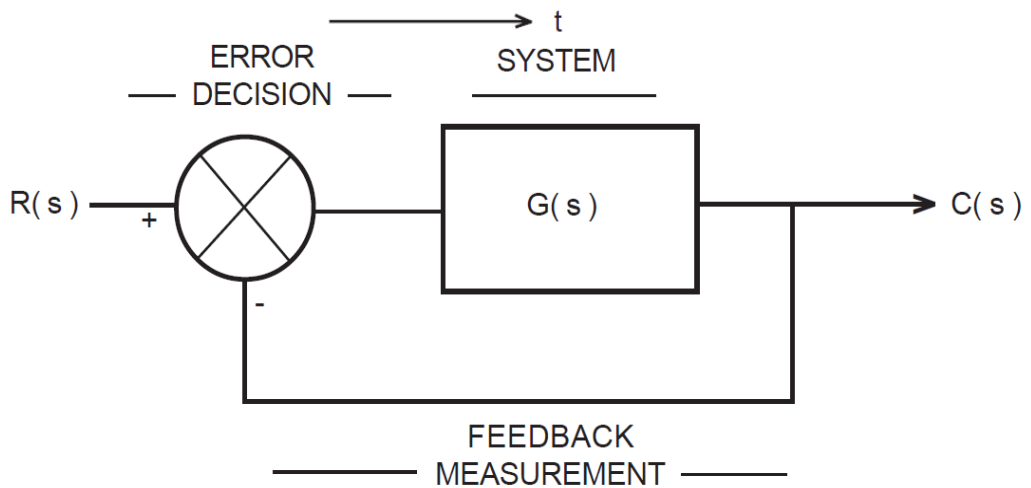 t
ERROR
DECISION
SYSTEM
R( s )
+
G( s )
C( s )
-
FEEDBACK
MEASUREMENT